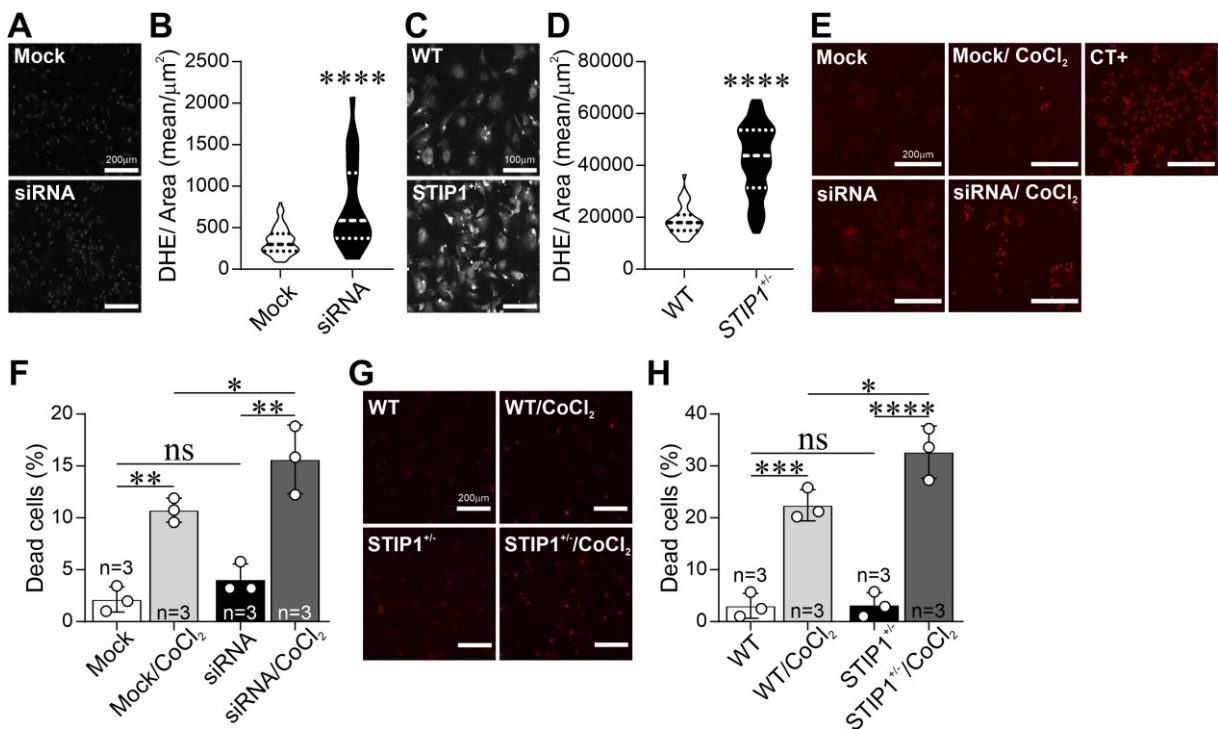 A
Mock
200μm
siRNA
B
DHE/ Area (mean/μm²)
2500
2000
1500
1000
500
0
****
Mock
siRNA
C
WT
100μm
STIP1⁺/⁻
D
DHE/ Area (mean/μm²)
80000
60000
40000
20000
0
****
WT
STIP1⁺/⁻
E
Mock
200μm
Mock/ CoCl₂
CT+
siRNA
siRNA/ CoCl₂
F
Dead cells (%)
20
15
10
5
0
*
**
ns
**
n=3
n=3
n=3
n=3
Mock
Mock/CoCl₂
siRNA
siRNA/CoCl₂
G
WT
200μm
WT/CoCl₂
STIP1⁺/⁻
STIP1⁺/⁻/CoCl₂
H
Dead cells (%)
40
30
20
10
0
*
****
ns
***
n=3
n=3
n=3
n=3
WT
WT/CoCl₂
STIP1⁺/⁻
STIP1⁺/⁻/CoCl₂